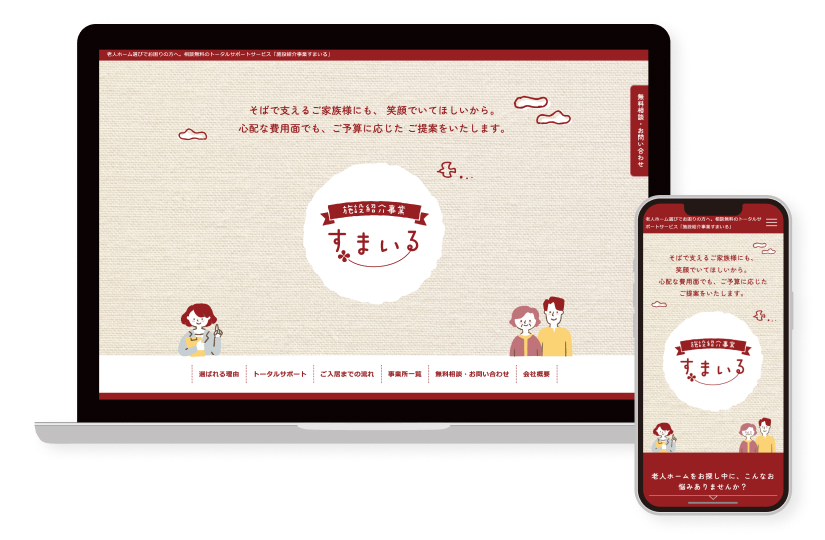 老人ホーム選びでお困りの方へ。相談無料のトータルサポートサービス「施設紹介事業すまいる」
そばで支えるご家族様にも、笑顔でいてほしいから。
心配な費用面でも、ご予算に応じた ご提案をいたします。
無料相談・お問い合わせ
施設紹介事業
すまいる
選ばれる理由
トータルサポート
ご入居までの流れ
事業所一覧
無料相談・お問い合わせ
会社概要
老人ホーム選びでお困りの方へ。相談無料のトータルサ
ポートサービス「施設紹介事業すまいる」
そばで支えるご家族様にも、
笑顔でいてほしいから。
心配な費用面でも、ご予算に応じた
ご提案をいたします。
施設紹介事業
すまいる
老人ホームをお探し中に、こんなお
悩みありませんか？